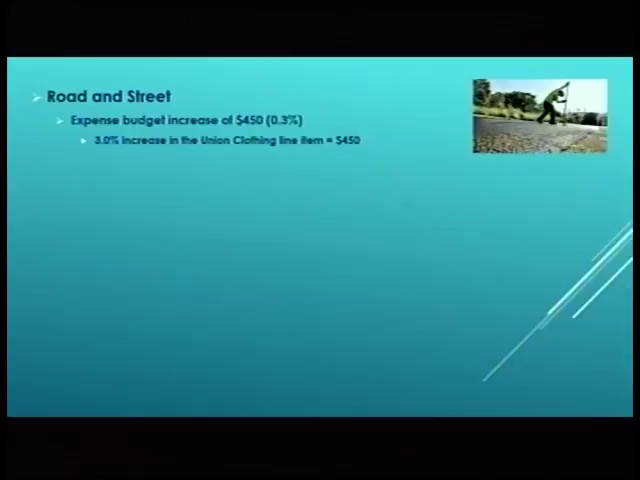 Road and Street
Expense budget increase of $450 (0.3%)
3.0% increase in the Union Clothing line item = $450